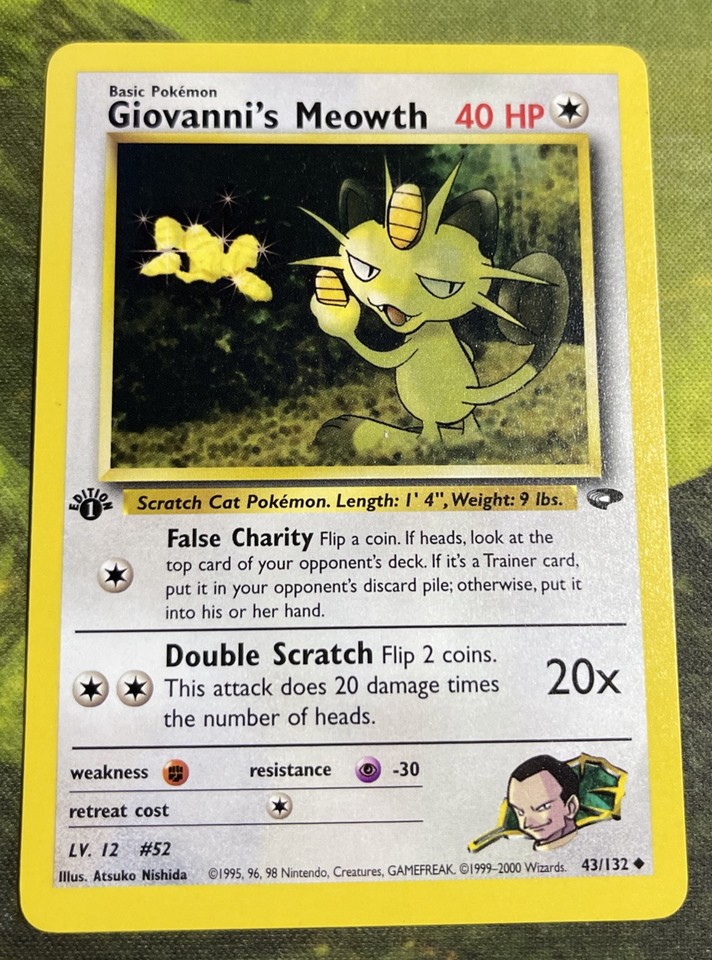 Basic Pokémon
Giovanni's Meowth 40 HP
EDITION
1
Scratch Cat Pokémon. Length: 1' 4", Weight: 9 lbs.
False Charity Flip a coin. If heads, look at the
top card of your opponent's deck. If it's a Trainer card,
put it in your opponent's discard pile; otherwise, put it
into his or her hand.
Double Scratch Flip 2 coins.
This attack does 20 damage times
the number of heads.
20x
weakness resistance -30
retreat cost
LV. 12 #52
Illus. Atsuko Nishida ©1995, 96, 98 Nintendo, Creatures, GAMEFREAK. ©1999-2000 Wizards. 43/132